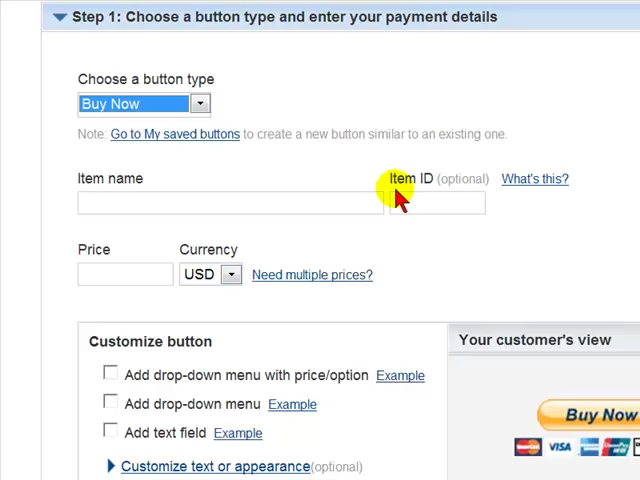 Step 1: Choose a button type and enter your payment details
Choose a button type
Buy Now
Note: Go to My saved buttons to create a new button similar to an existing one.
Item name Item ID (optional) What's this?
Price Currency
USD Need multiple prices?
Customize button Your customer's view
Add drop-down menu with price/option Example
Add drop-down menu Example
Buy Now
Add text field Example
VISA
Customize text or appearance(optional)